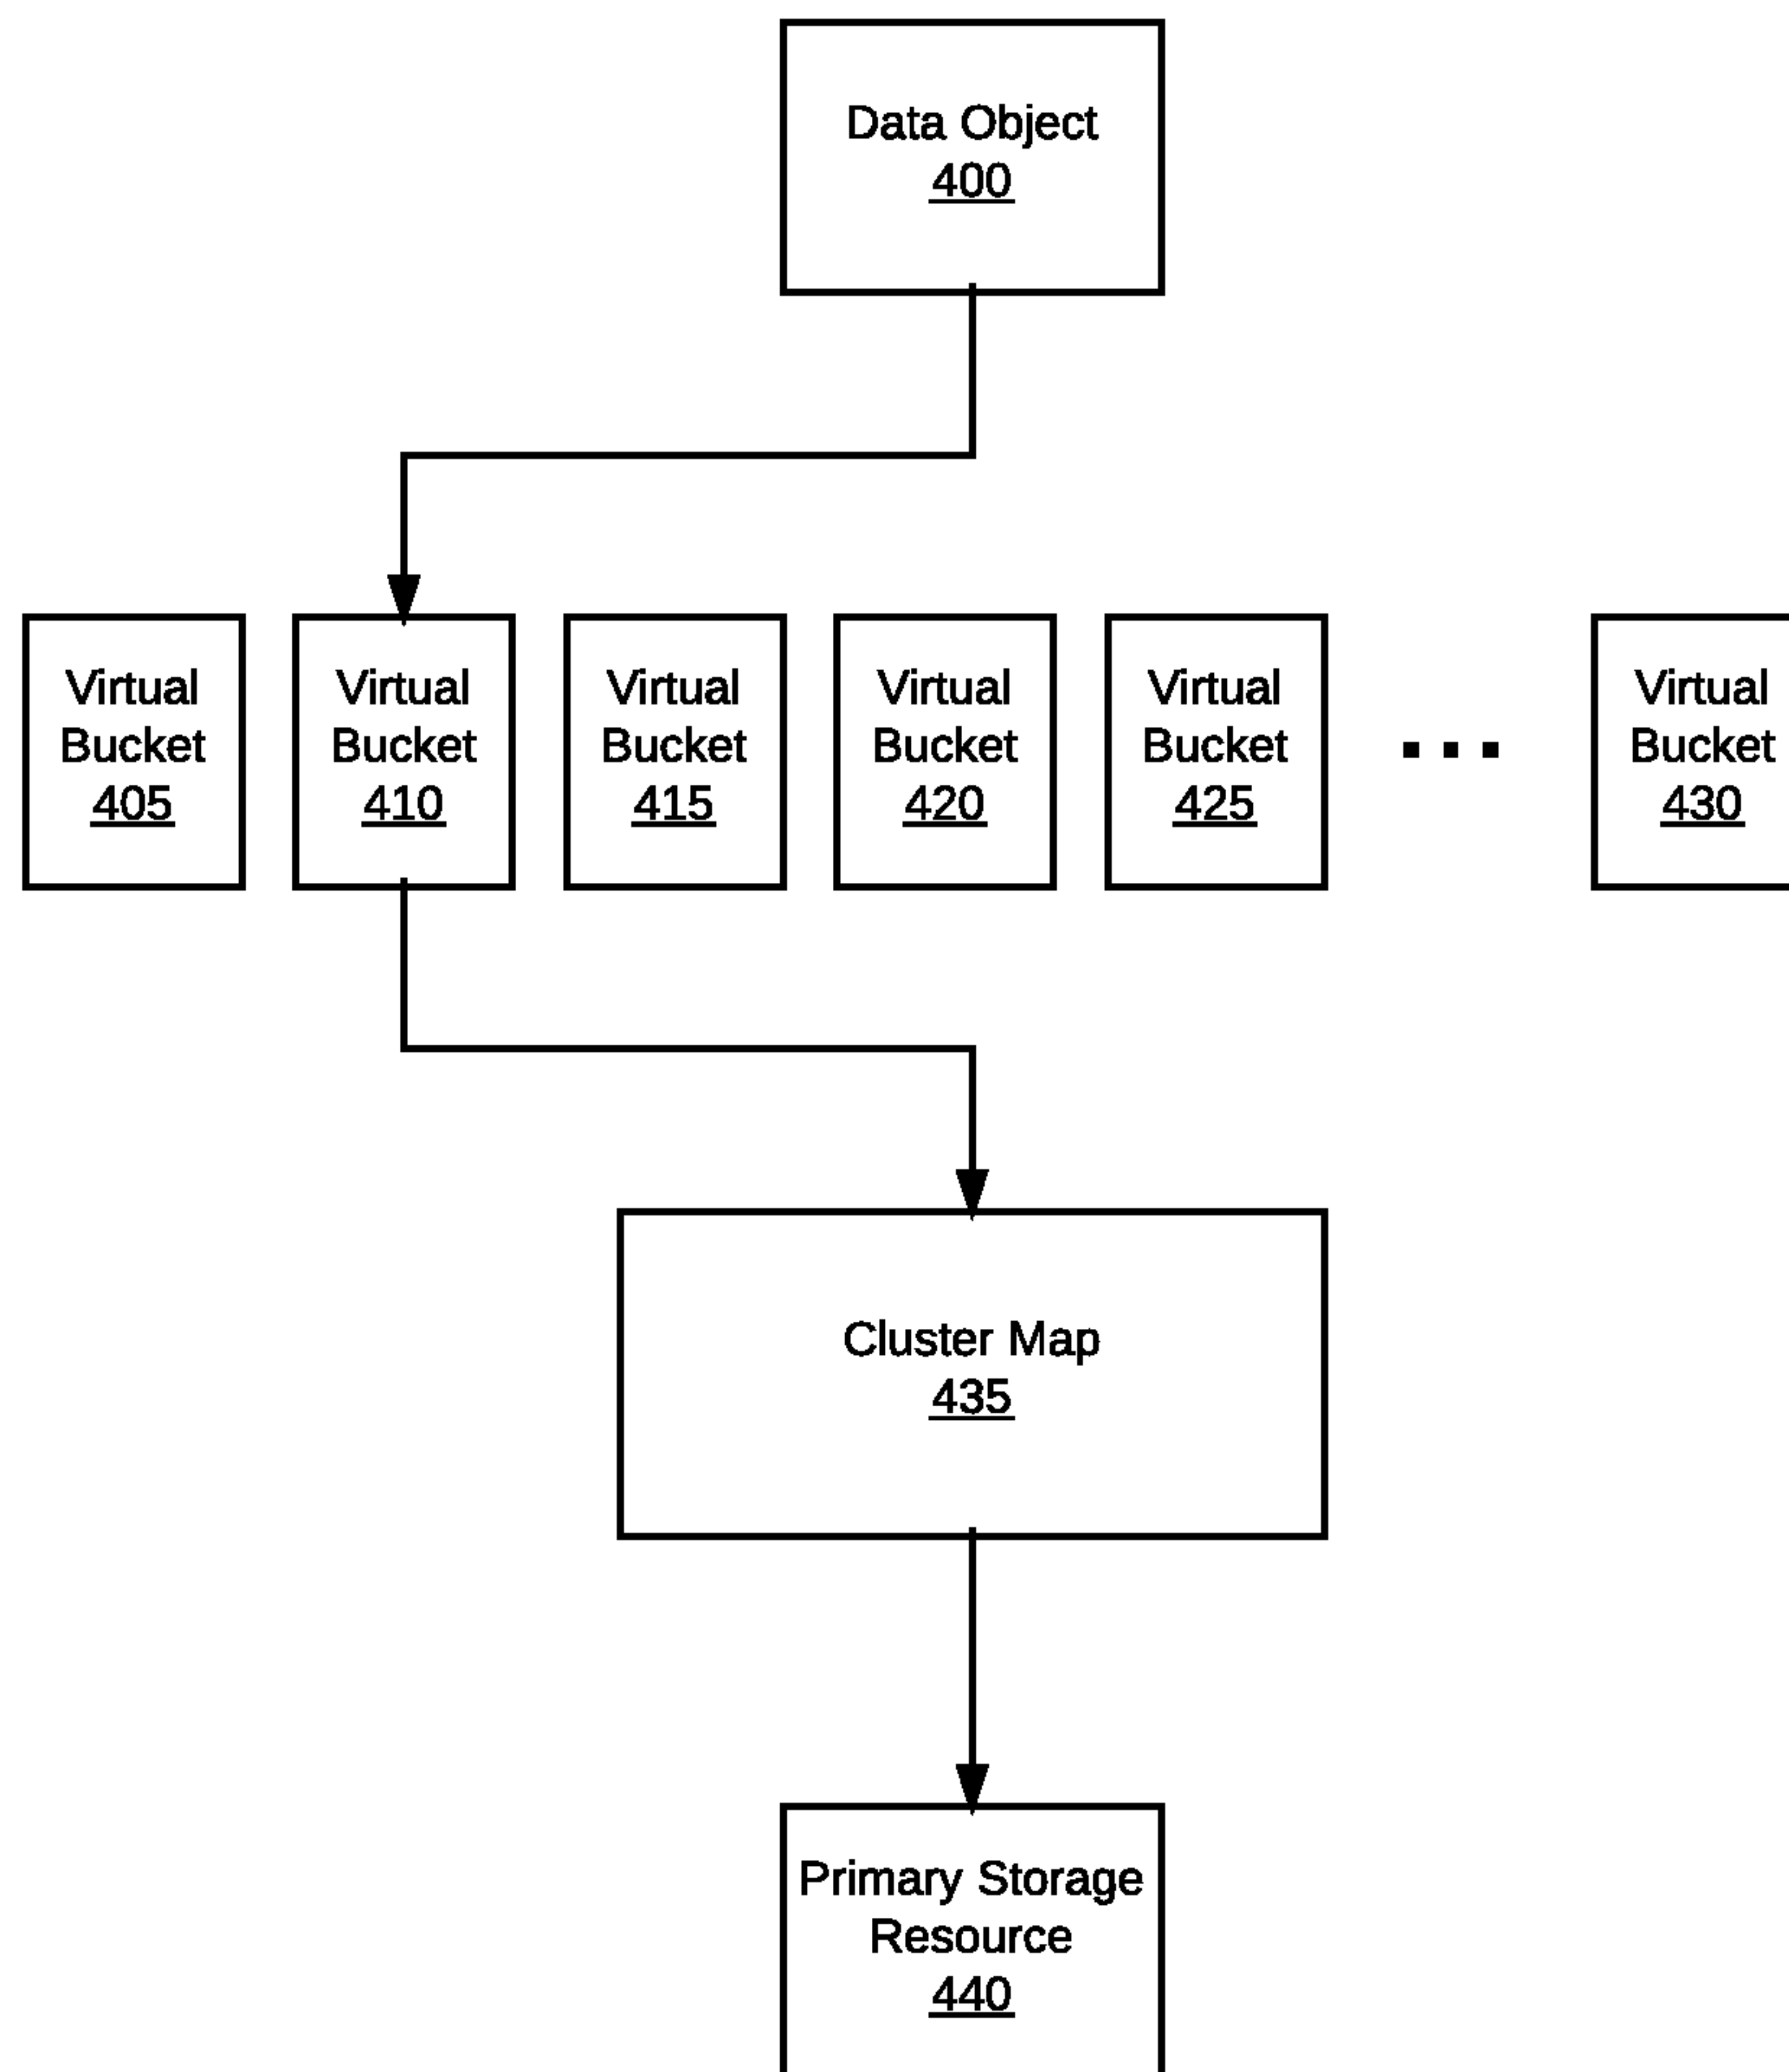 Data Object
400
Virtual
Bucket
405
Virtual
Bucket
410
Virtual
Bucket
415
Virtual
Bucket
420
Virtual
Bucket
425
Virtual
Bucket
430
Cluster Map
435
Primary Storage
Resource
440